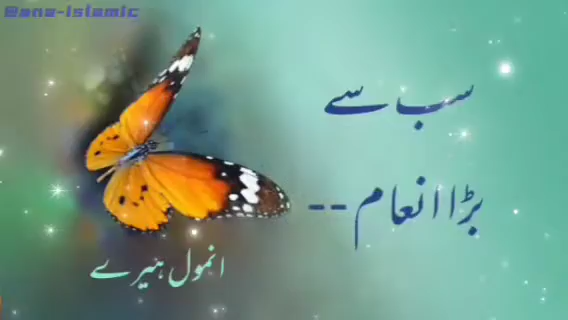 @ana-islamic
سب سے
بڑا انعام --
انمول ہیرے